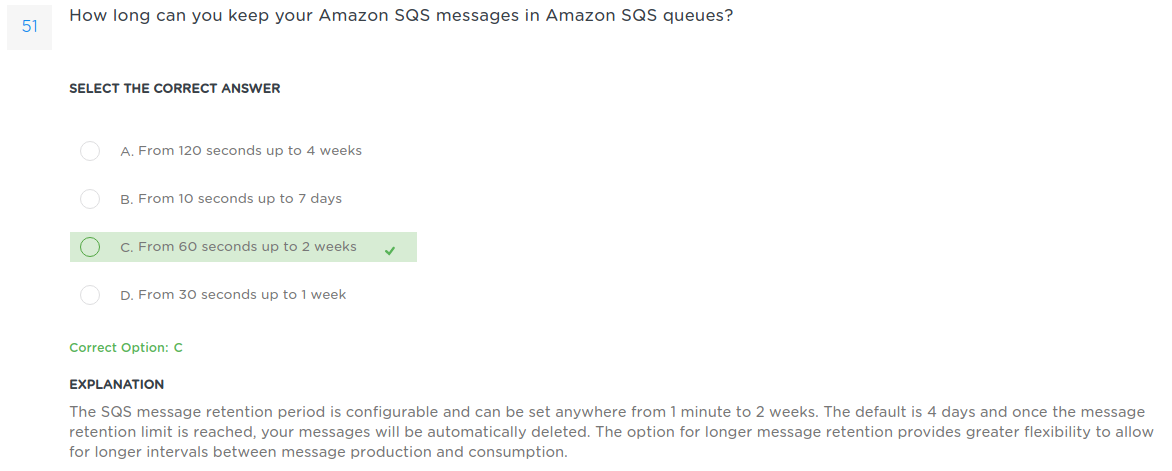 51
How long can you keep your Amazon SQS messages in Amazon SQS queues?
SELECT THE CORRECT ANSWER
A. From 120 seconds up to 4 weeks
B. From 10 seconds up to 7 days
C. From 60 seconds up to 2 weeks
D. From 30 seconds up to 1 week
Correct Option: C
EXPLANATION
The SQS message retention period is configurable and can be set anywhere from 1 minute to 2 weeks. The default is 4 days and once the message
retention limit is reached, your messages will be automatically deleted. The option for longer message retention provides greater flexibility to allow
for longer intervals between message production and consumption.